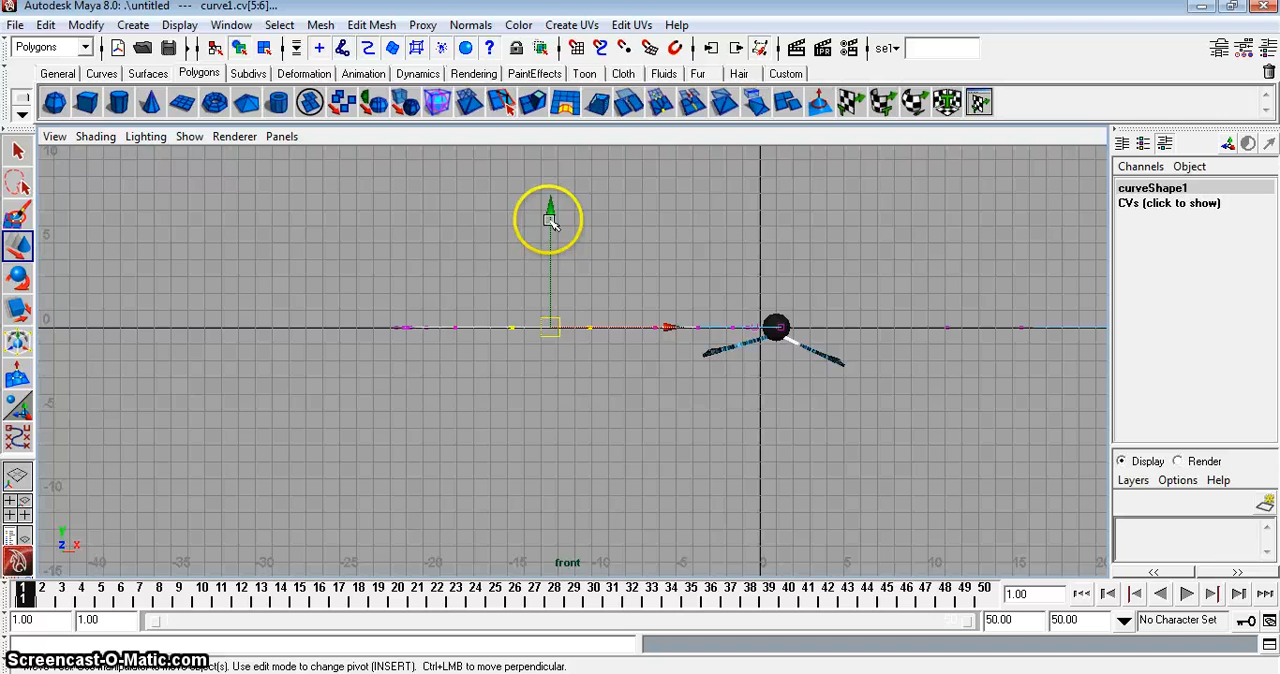 Autodesk Maya 8.0: .\untitled --- curve1.cv[5:6]...
File Edit Modify Create Display Window Select Mesh Edit Mesh Proxy Normals Color Create UVs Edit UVs Help
Polygons sel
General Curves Surfaces Polygons Subdivs Deformation Animation Dynamics Rendering PaintEffects Toon Cloth Fluids Fur Hair Custom
View Shading Lighting Show Renderer Panels
Channels Object
curveShape1
CVs (click to show)
10
5
0
-5
-10
-15
-40 -35 -30 -25 -20 -15 -10 -5 0 5 10 15 20
front
y
z x
Display Render
Layers Options Help
<< >>
1 2 3 4 5 6 7 8 9 10 11 12 13 14 15 16 17 18 19 20 21 22 23 24 25 26 27 28 29 30 31 32 33 34 35 36 37 38 39 40 41 42 43 44 45 46 47 48 49 50 1.00
1.00 1.00 50.00 50.00 No Character Set
Screencast-O-Matic.com
Move Tool: Use manipulator to move object(s). Use edit mode to change pivot (INSERT). Ctrl+LMB to move perpendicular.